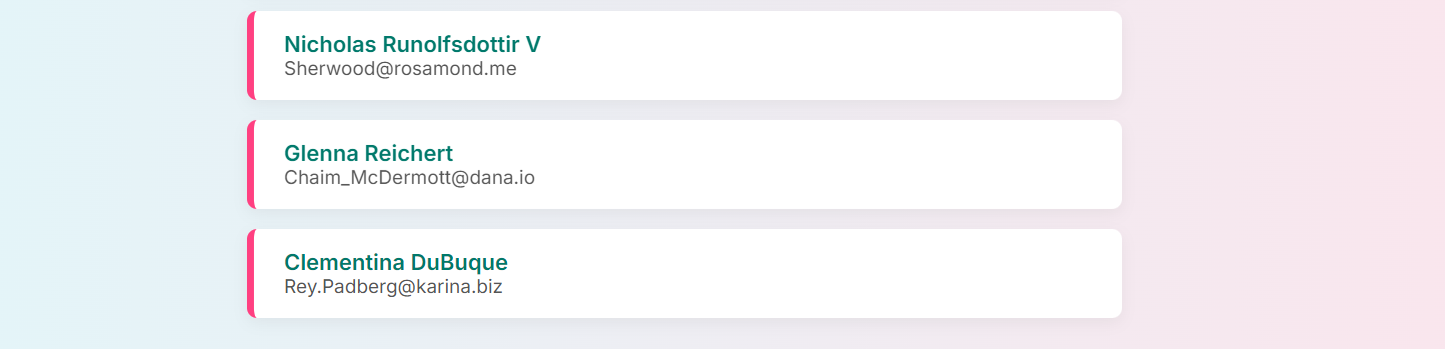 Nicholas Runolfsdottir V
Sherwood@rosamond.me
Glenna Reichert
Chaim_McDermott@dana.io
Clementina DuBuque
Rey.Padberg@karina.biz